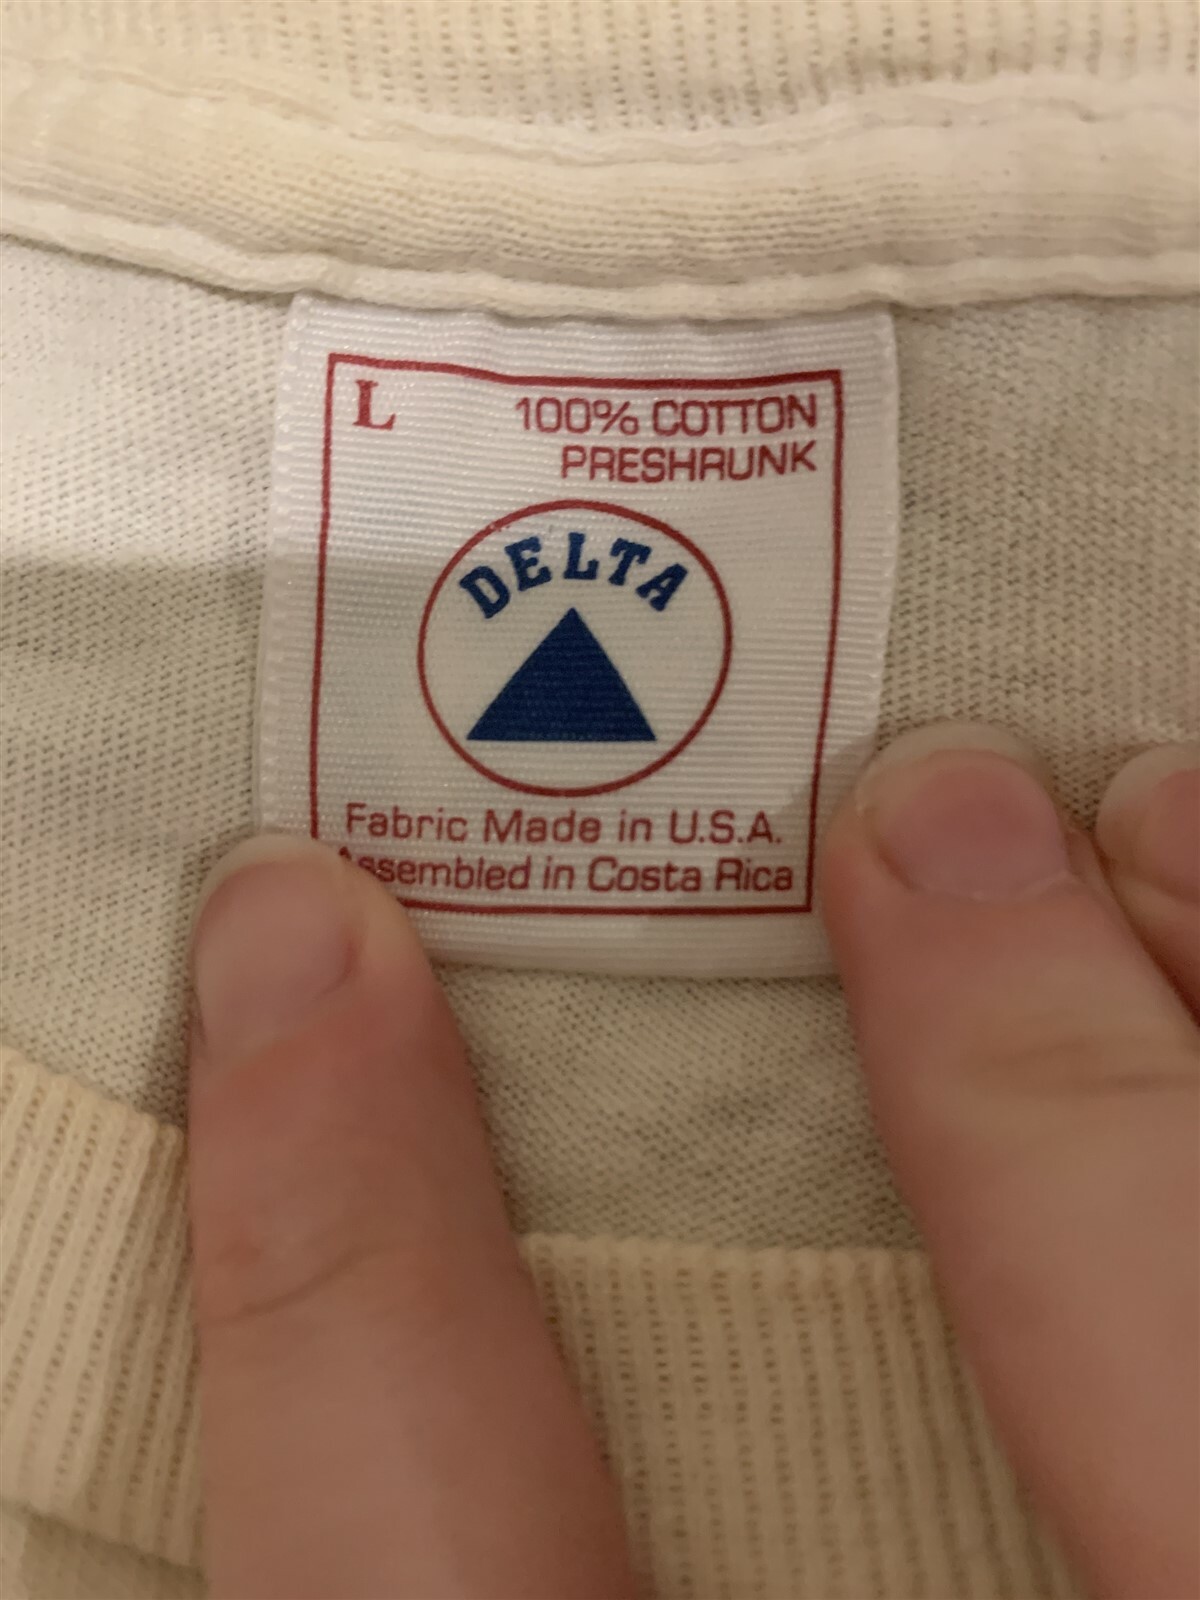 L
100% COTTON
PRESHRUNK
DELTA
Fabric Made in U.S.A.
Assembled in Costa Rica